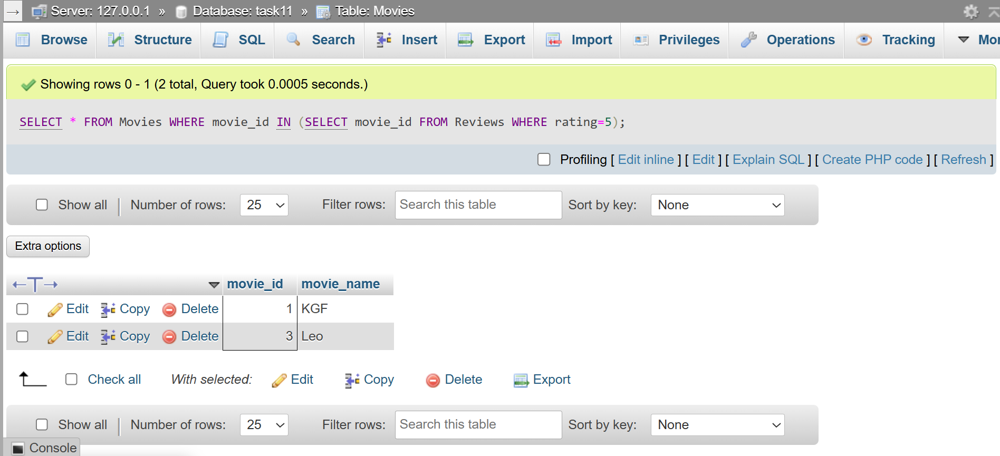 Server: 127.0.0.1 » Database: task11 » Table: Movies
Browse Structure SQL Search Insert Export Import Privileges Operations Tracking
Showing rows 0 - 1 (2 total, Query took 0.0005 seconds.)
SELECT * FROM Movies WHERE movie_id IN (SELECT movie_id FROM Reviews WHERE rating=5);
Profiling [ Edit inline ] [ Edit ] [ Explain SQL ] [ Create PHP code ] [ Refresh ]
Show all Number of rows: 25 Filter rows: Search this table Sort by key: None
Extra options
movie_id movie_name
Edit Copy Delete 1 KGF
Edit Copy Delete 3 Leo
Check all With selected: Edit Copy Delete Export
Show all Number of rows: 25 Filter rows: Search this table Sort by key: None
Console